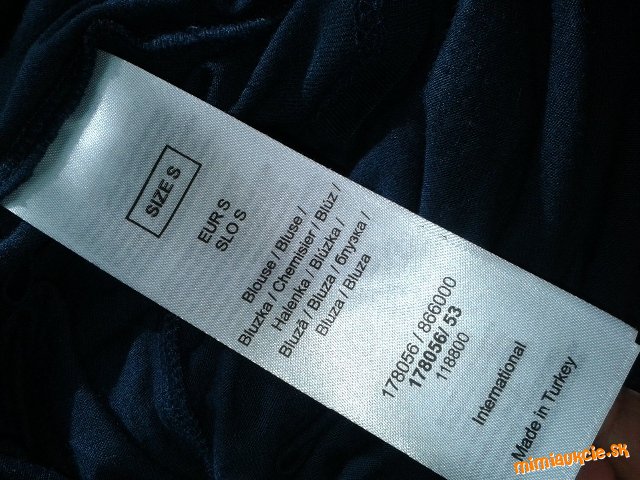 SIZE S
EUR S
SLO S
Blouse / Bluse /
Bluzka / Chemisier / Blúz /
Halenka / Blúzka /
Bluză / Bluza / блузка /
Bluza / Bluza
178056 / 866000
178056/ 53
118800
International
Made in Turkey
mimiaukcie.sk